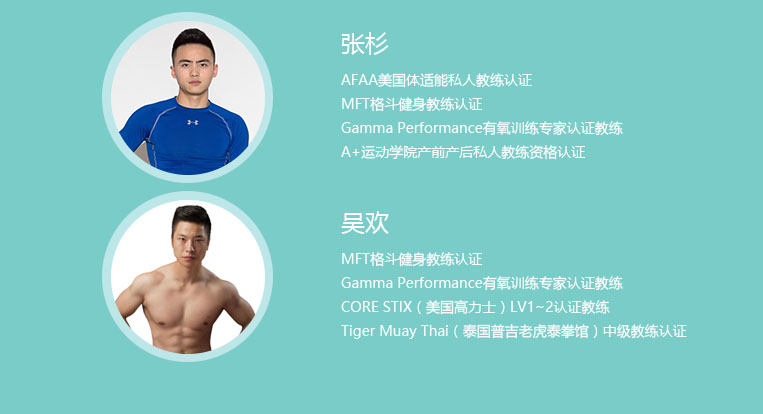 张杉
AFAA美国体适能私人教练认证
MFT格斗健身教练认证
Gamma Performance有氧训练专家认证教练
A+运动学院产前产后私人教练资格认证
吴欢
MFT格斗健身教练认证
Gamma Performance有氧训练专家认证教练
CORE STIX（美国高力士）LV1~2认证教练
Tiger Muay Thai（泰国普吉老虎泰拳馆）中级教练认证